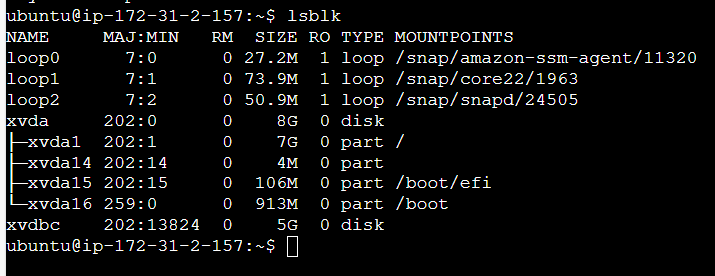 ubuntu@ip-172-31-2-157:~$ lsblk
NAME     MAJ:MIN   RM  SIZE RO TYPE MOUNTPOINTS
loop0      7:0      0 27.2M  1 loop /snap/amazon-ssm-agent/11320
loop1      7:1      0 73.9M  1 loop /snap/core22/1963
loop2      7:2      0 50.9M  1 loop /snap/snapd/24505
xvda     202:0      0    8G  0 disk
├─xvda1  202:1      0    7G  0 part /
├─xvda14 202:14     0    4M  0 part
├─xvda15 202:15     0  106M  0 part /boot/efi
└─xvda16 259:0      0  913M  0 part /boot
xvdbc    202:13824  0    5G  0 disk
ubuntu@ip-172-31-2-157:~$